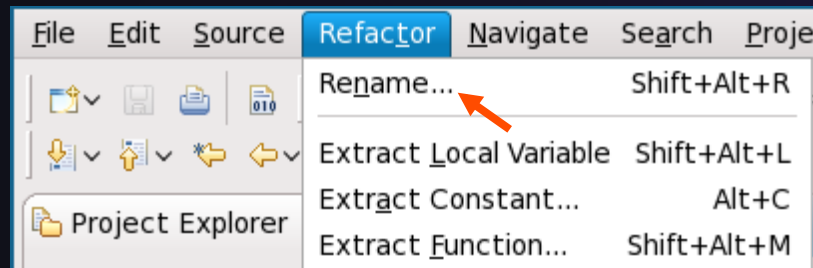 File Edit Source Refactor Navigate Search Proje
Rename... Shift+Alt+R
010
Extract Local Variable Shift+Alt+L
Extract Constant... Alt+C
Project Explorer
Extract Function... Shift+Alt+M